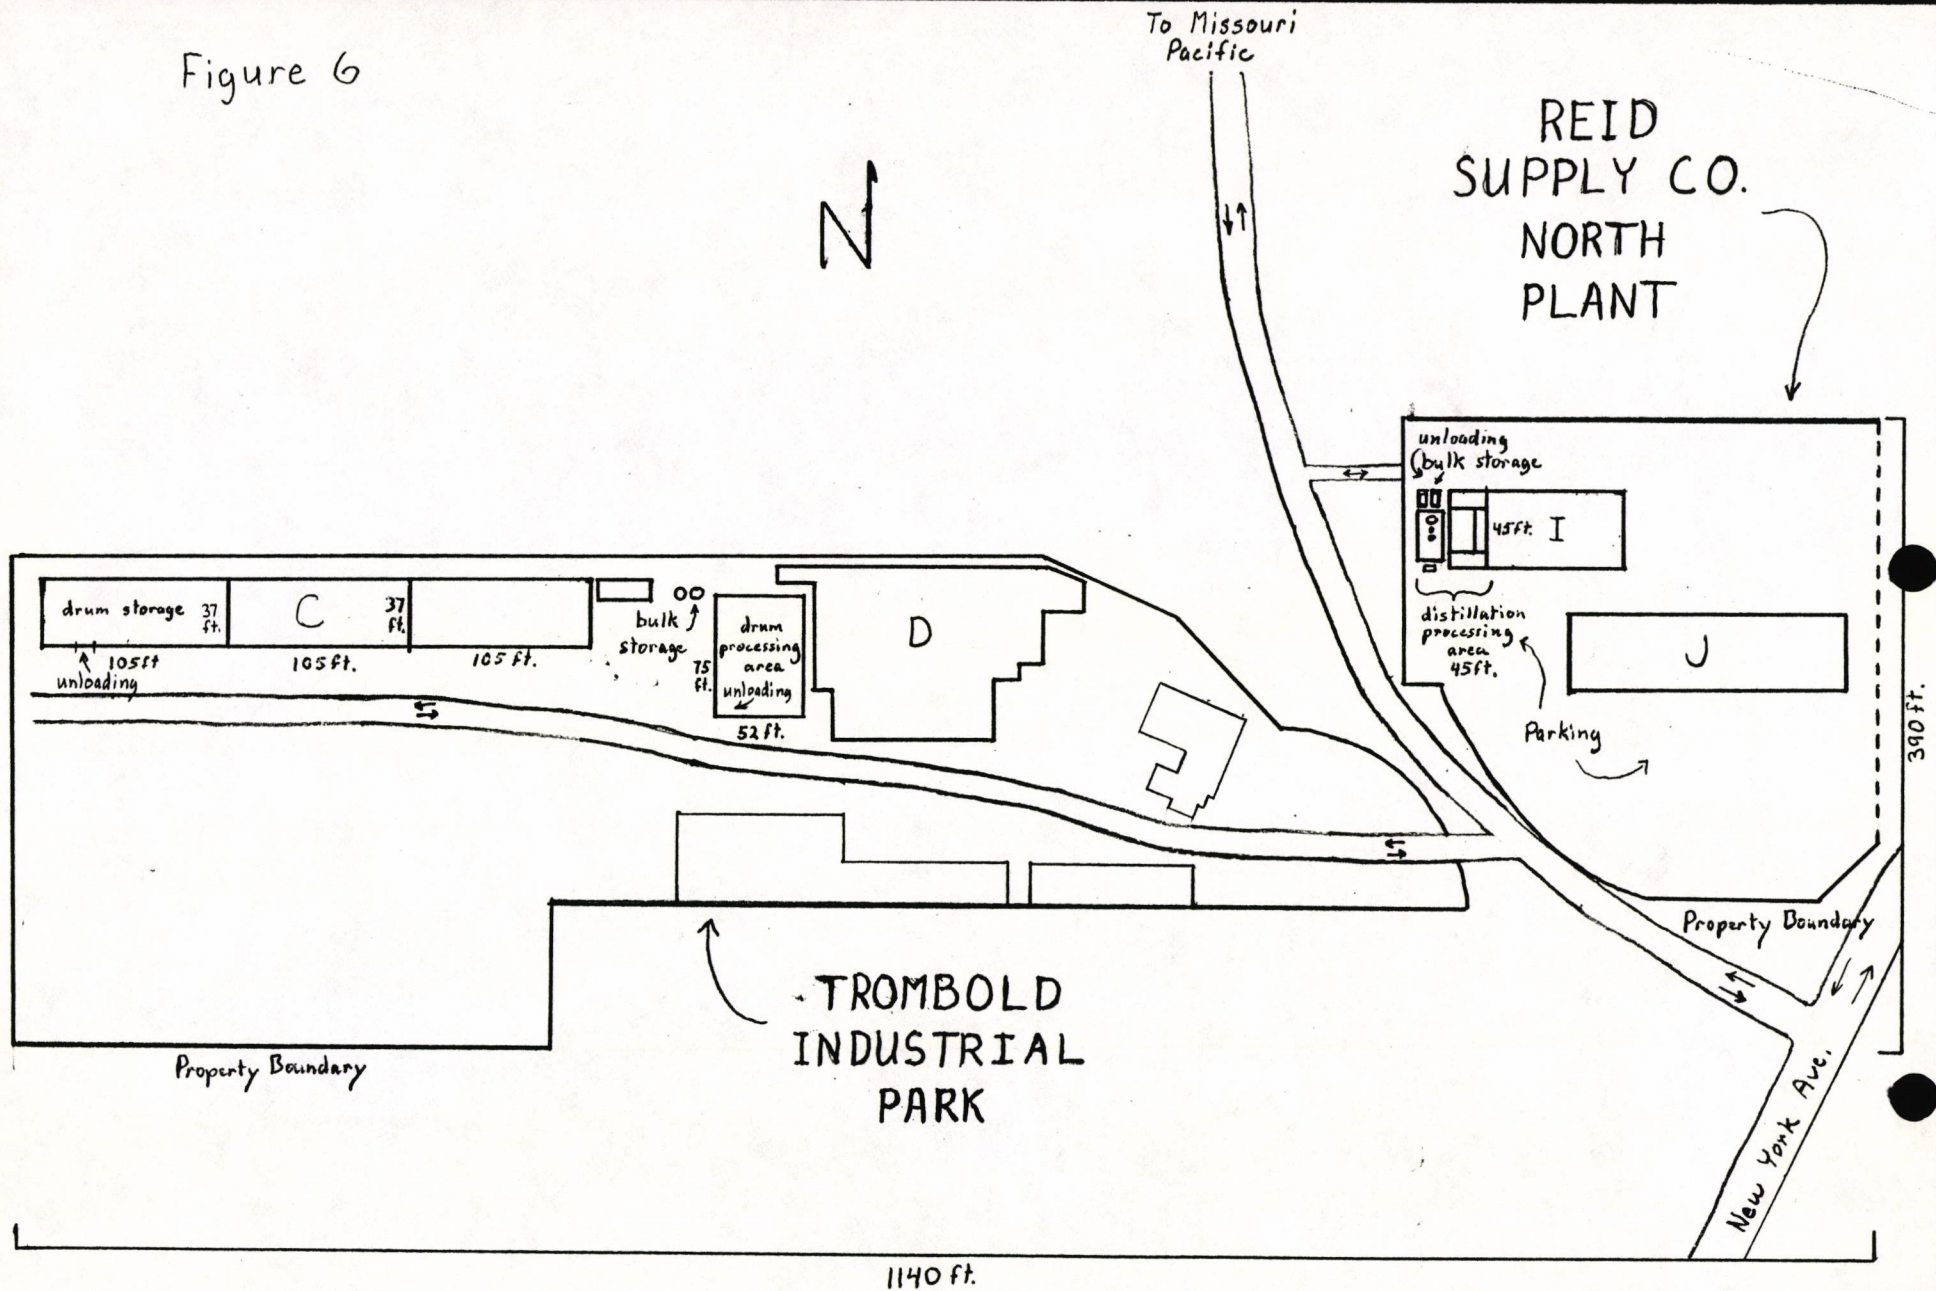 Figure 6
To Missouri
Pacific
REID
SUPPLY CO.
NORTH
PLANT
N
unloading
bulk storage
45ft.
I
distillation
processing
area
45ft.
J
Parking
390 ft.
drum storage
37
ft.
C
37
ft.
105ft
105ft.
105 ft.
unloading
bulk
storage
drum
processing
area
unloading
75
ft.
52 ft.
D
Property Boundary
TROMBOLD
INDUSTRIAL
PARK
Property Boundary
New York Ave.
1140 ft.